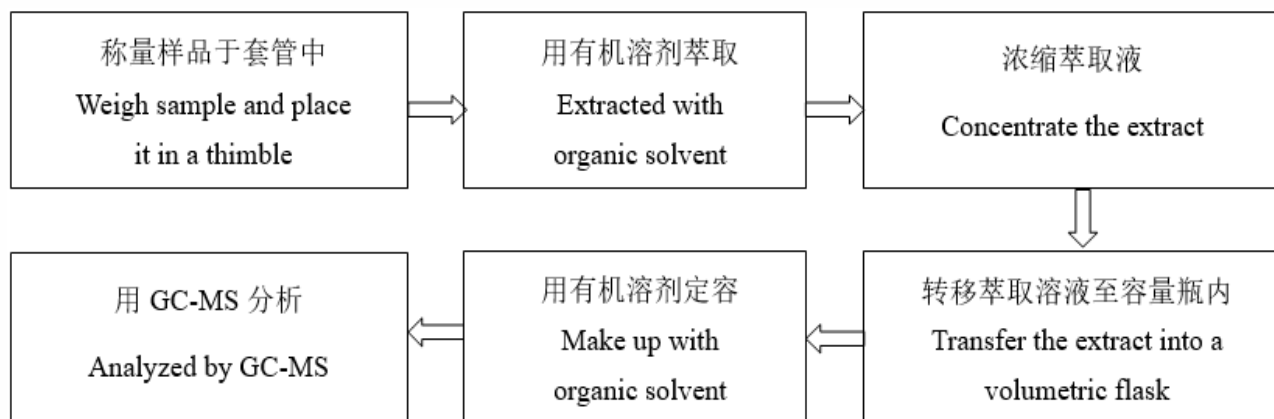 称量样品于套管中
Weigh sample and place
it in a thimble
用有机溶剂萃取
Extracted with
organic solvent
浓缩萃取液
Concentrate the extract
转移萃取溶液至容量瓶内
Transfer the extract into a
volumetric flask
用有机溶剂定容
Make up with
organic solvent
用 GC-MS 分析
Analyzed by GC-MS